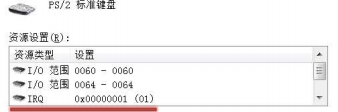 PS/2 标准键盘
资源设置(R):
资源类型 设置
I/O 范围 0060 - 0060
I/O 范围 0064 - 0064
IRQ 0x00000001 (01)